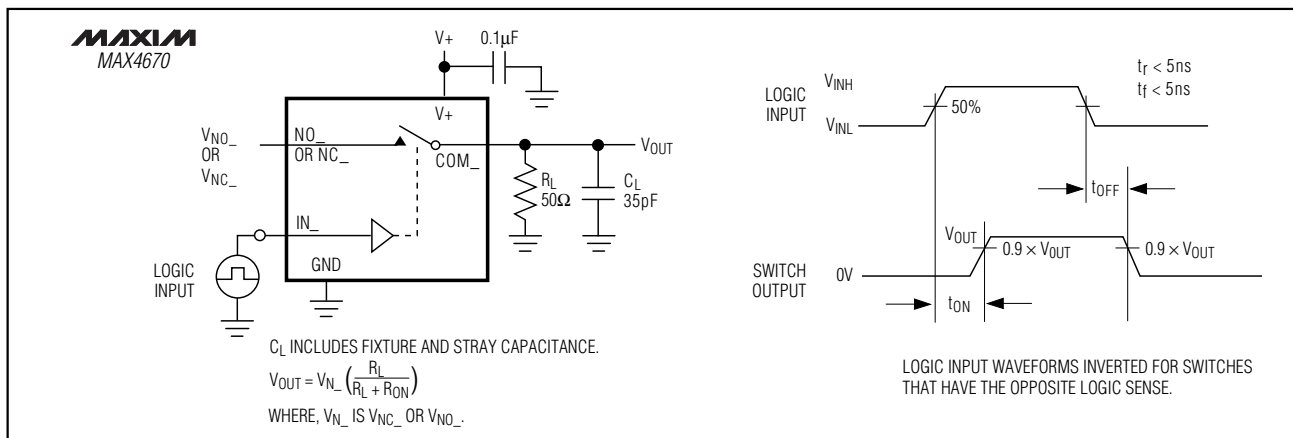 MAXIM
MAX4670
V+
0.1µF
V+
V_NO_
OR
V_NC_
NO_
OR NC_
COM_
V_OUT
R_L
50Ω
C_L
35pF
IN_
GND
LOGIC
INPUT
C_L INCLUDES FIXTURE AND STRAY CAPACITANCE.
V_OUT = V_N_ (R_L / (R_L + R_ON))
WHERE, V_N_ IS V_NC_ OR V_NO_.
LOGIC
INPUT
V_INH
V_INL
50%
t_r < 5ns
t_f < 5ns
t_OFF
SWITCH
OUTPUT
V_OUT
0V
0.9 × V_OUT
0.9 × V_OUT
t_ON
LOGIC INPUT WAVEFORMS INVERTED FOR SWITCHES
THAT HAVE THE OPPOSITE LOGIC SENSE.